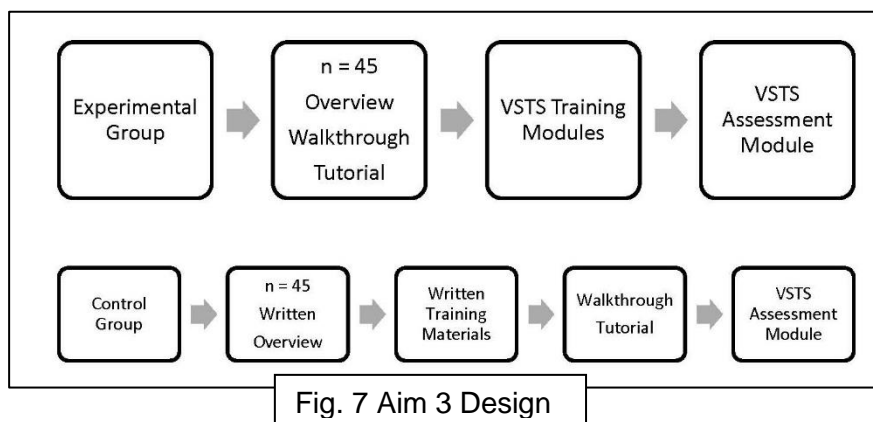 Experimental
Group
n = 45
Overview
Walkthrough
Tutorial
VSTS Training
Modules
VSTS
Assessment
Module
Control
Group
n = 45
Written
Overview
Written
Training
Materials
Walkthrough
Tutorial
VSTS
Assessment
Module
Fig. 7 Aim 3 Design